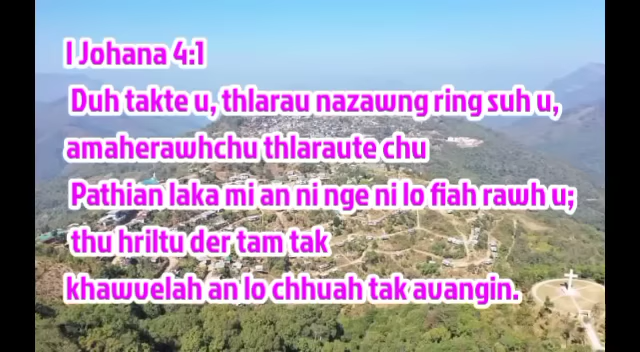 I Johana 4:1
Duh takte u, thlarau nazawng ring suh u,
amaherawhchu thlaraute chu
Pathian laka mi an ni nge ni lo fiah rawh u;
thu hriltu der tam tak
khawvelah an lo chhuah tak avangin.